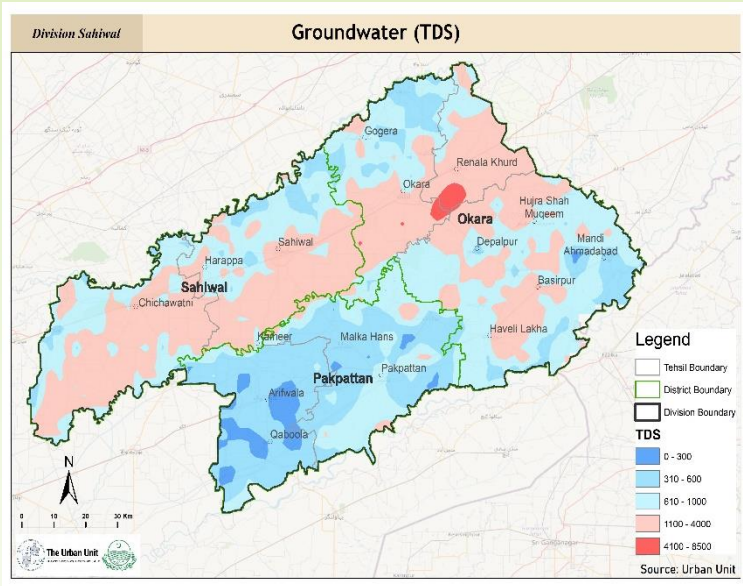 Division Sahiwal
Groundwater (TDS)
Gogera
Renala Khurd
Okara
Hujra Shah
Muqeem
Okara
Depalpur
Mandi
Ahmadabad
Sahiwal
Harappa
Sahiwal
Basirpur
Chichawatni
Haveli Lakha
Kameer
Malka Hans
Pakpattan
Pakpattan
Arifwala
Qaboola
Legend
Tehsil Boundary
District Boundary
Division Boundary
TDS
0 - 300
310 - 600
610 - 1000
1100 - 4000
4100 - 8500
N
0 10 20 30 Km
The Urban Unit
Source: Urban Unit